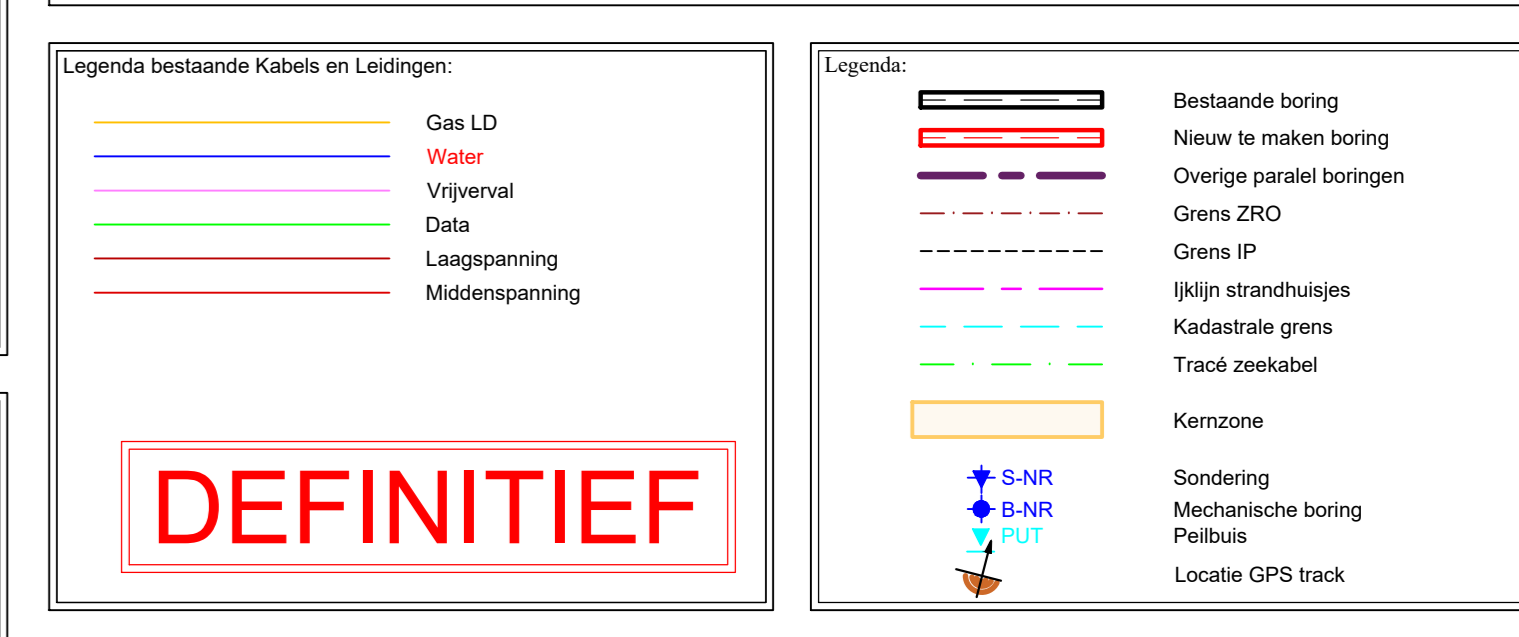 Legenda bestaande Kabels en Leidingen:
Gas LD
Water
Vrijverval
Data
Laagspanning
Middenspanning
DEFINITIEF
Legenda:
Bestaande boring
Nieuw te maken boring
Overige paralel boringen
Grens ZRO
Grens IP
Ijklijn strandhuisjes
Kadastrale grens
Tracé zeekabel
Kernzone
S-NR Sondering
B-NR Mechanische boring
PUT Peilbuis
Locatie GPS track